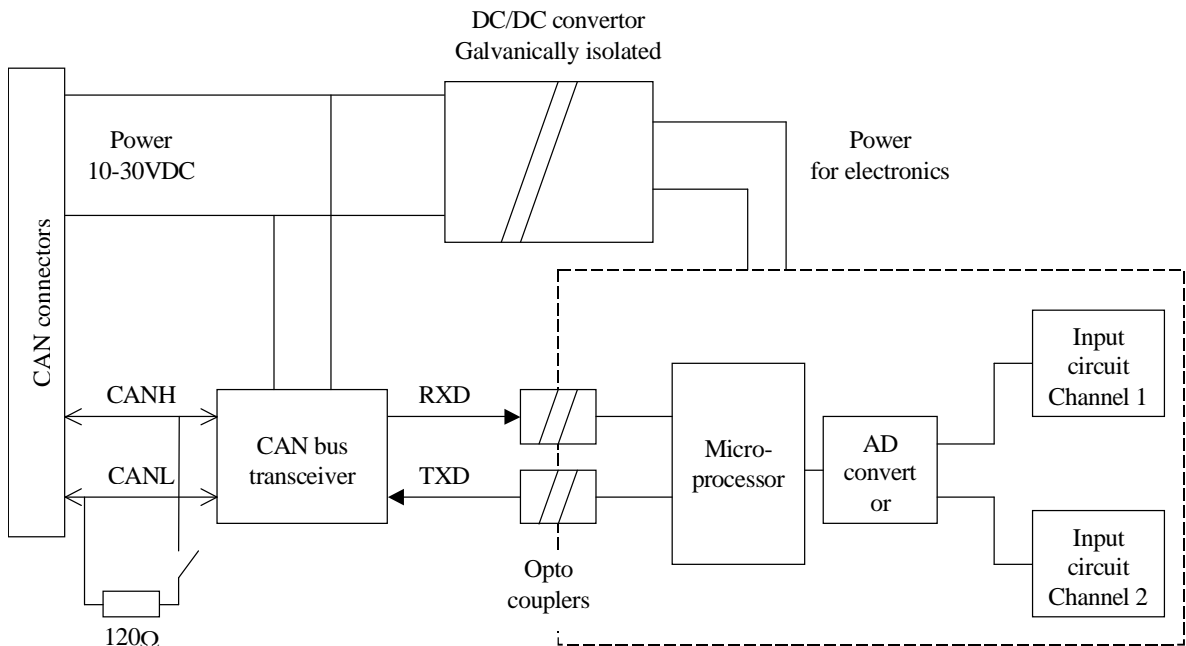 DC/DC convertor
Galvanically isolated
Power
10-30VDC
Power
for electronics
CAN connectors
CANH
CANL
CAN bus
transceiver
RXD
TXD
Opto
couplers
Micro-
processor
AD
convert
or
Input
circuit
Channel 1
Input
circuit
Channel 2
120Ω